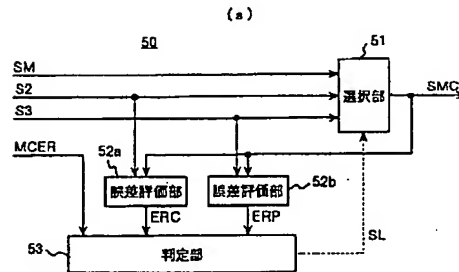 (a)
50
51
SM
S2
S3
選択部
SMC
MCER
52a
誤差評価部
誤差評価部
52b
ERC
ERP
SL
53
判定部